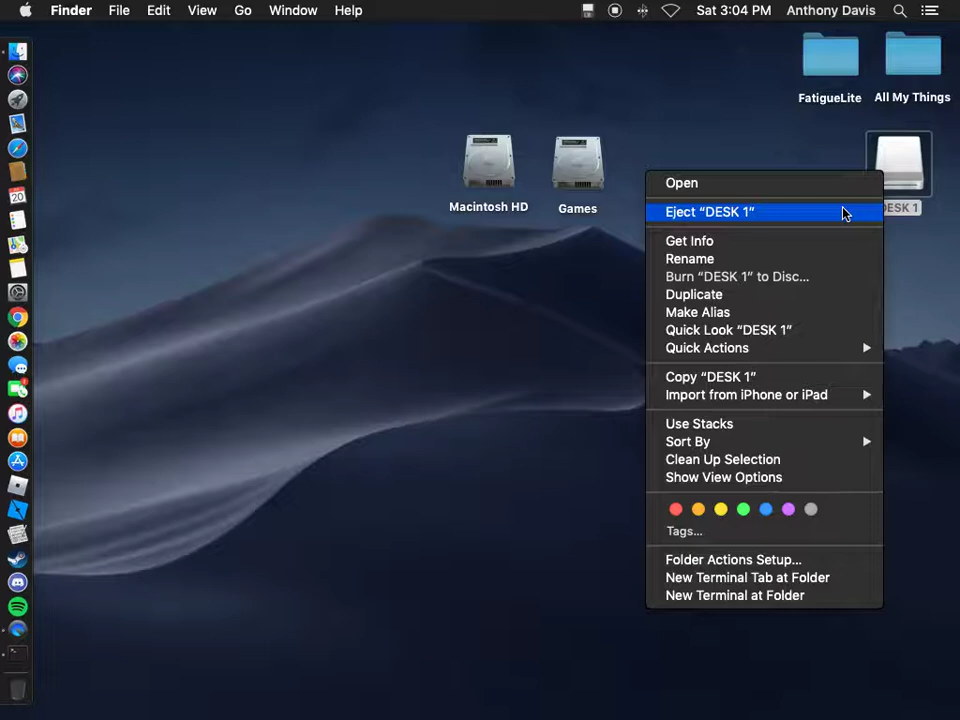 Finder File Edit View Go Window Help Sat 3:04 PM Anthony Davis
FatigueLite
All My Things
Macintosh HD
Games
DESK 1
Open
Eject “DESK 1”
Get Info
Rename
Burn “DESK 1” to Disc...
Duplicate
Make Alias
Quick Look “DESK 1”
Quick Actions
Copy “DESK 1”
Import from iPhone or iPad
Use Stacks
Sort By
Clean Up Selection
Show View Options
Tags...
Folder Actions Setup...
New Terminal Tab at Folder
New Terminal at Folder
20